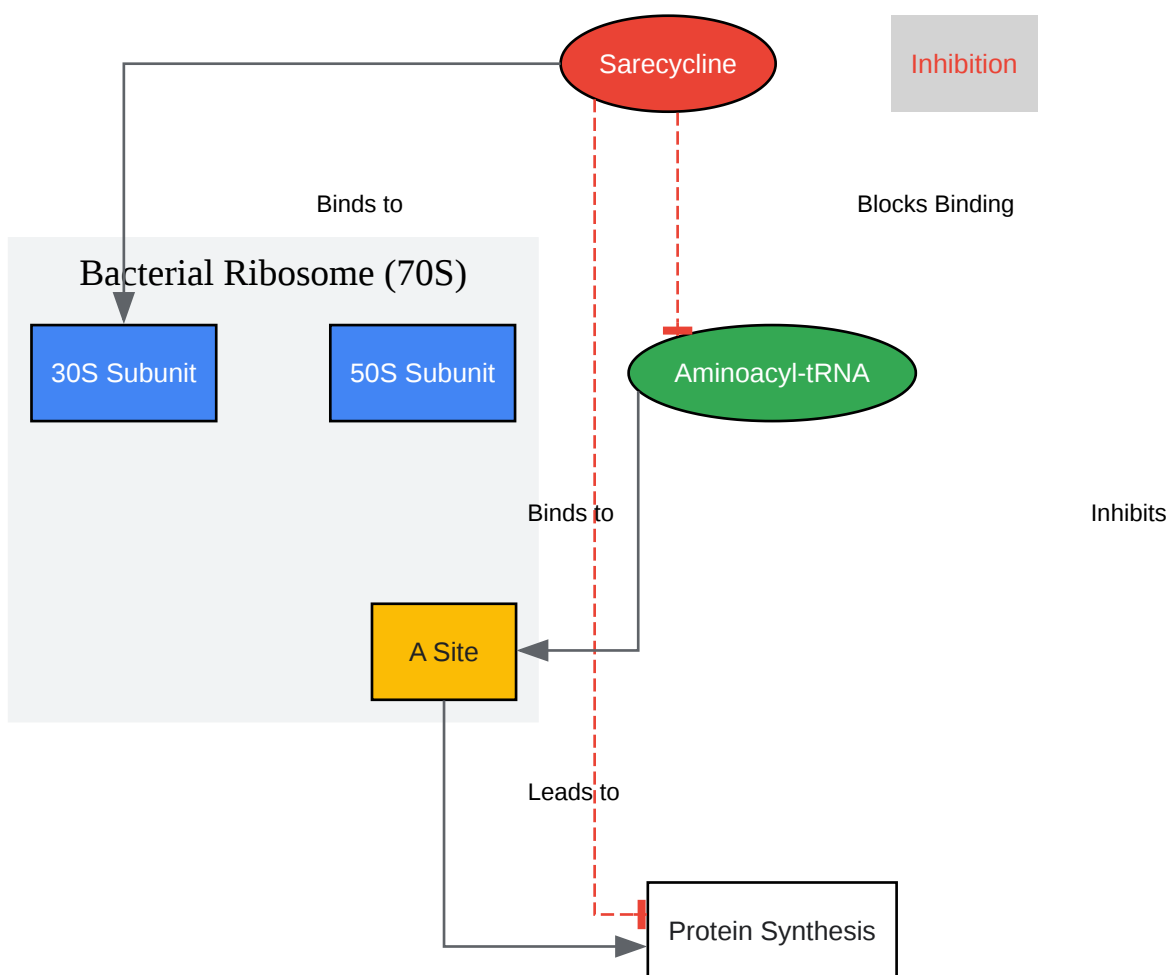 Sarecycline
Inhibition
Binds to
Blocks Binding
Bacterial Ribosome (70S)
30S Subunit
50S Subunit
Aminoacyl-tRNA
Binds to
Inhibits
A Site
Leads to
Protein Synthesis